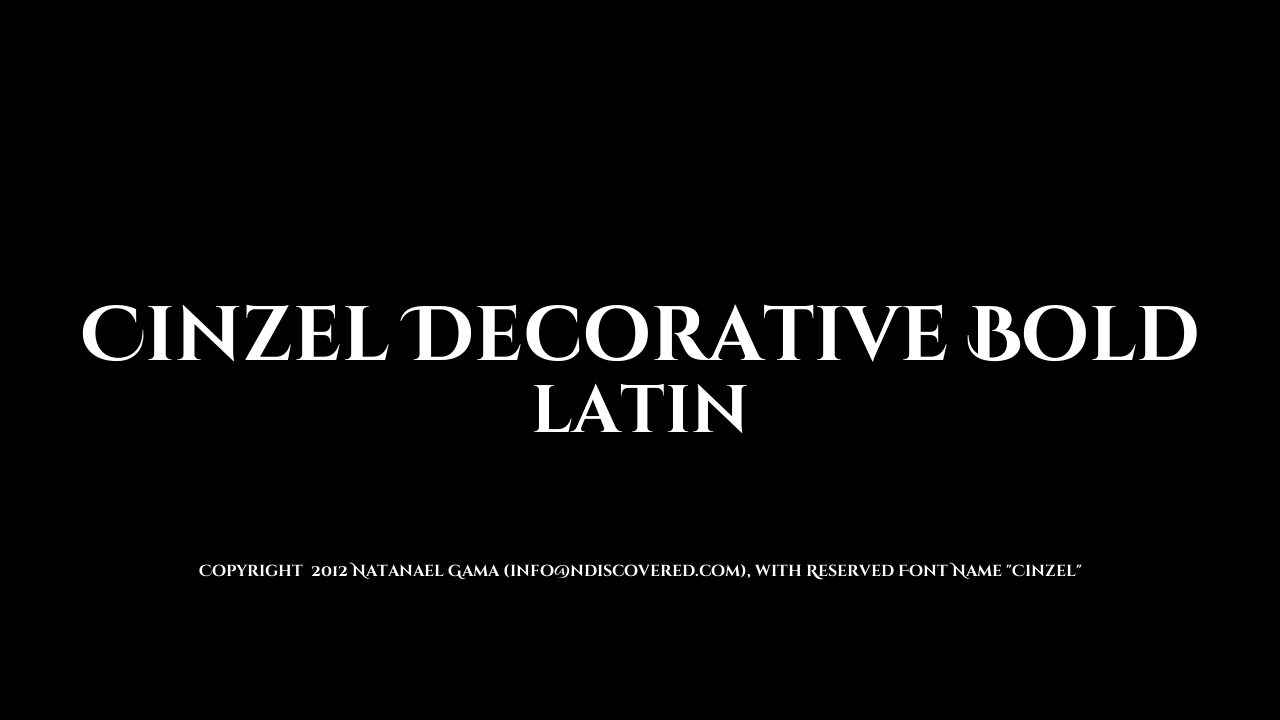 Cinzel Decorative Bold
latin
Copyright  2012 Natanael Gama (info@ndiscovered.com), with Reserved Font Name "Cinzel"